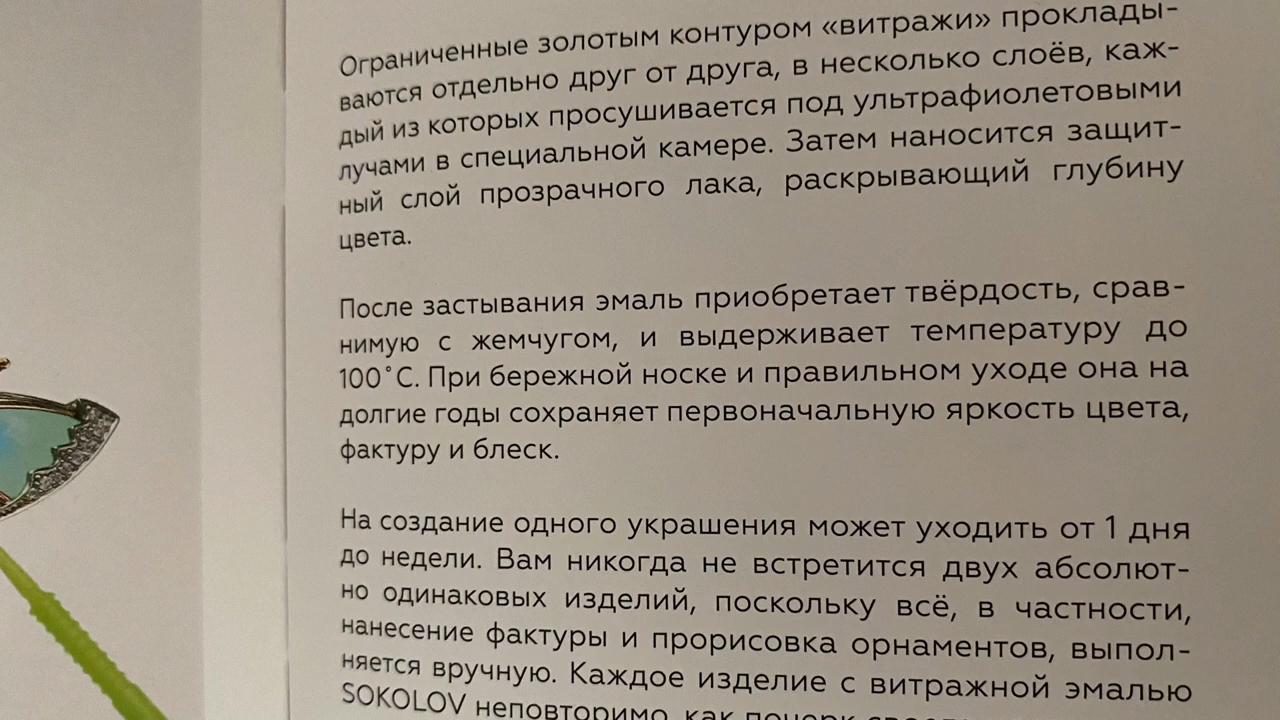 Ограниченные золотым контуром «витражи» проклады-
ваются отдельно друг от друга, в несколько слоёв, каж-
дый из которых просушивается под ультрафиолетовыми
лучами в специальной камере. Затем наносится защит-
ный слой прозрачного лака, раскрывающий глубину
цвета.
После застывания эмаль приобретает твёрдость, срав-
нимую с жемчугом, и выдерживает температуру до
100°С. При бережной носке и правильном уходе она на
долгие годы сохраняет первоначальную яркость цвета,
фактуру и блеск.
На создание одного украшения может уходить от 1 дня
до недели. Вам никогда не встретится двух абсолют-
но одинаковых изделий, поскольку всё, в частности,
нанесение фактуры и прорисовка орнаментов, выпол-
няется вручную. Каждое изделие с витражной эмалью
SOKOLOV неповторимо, как почерк